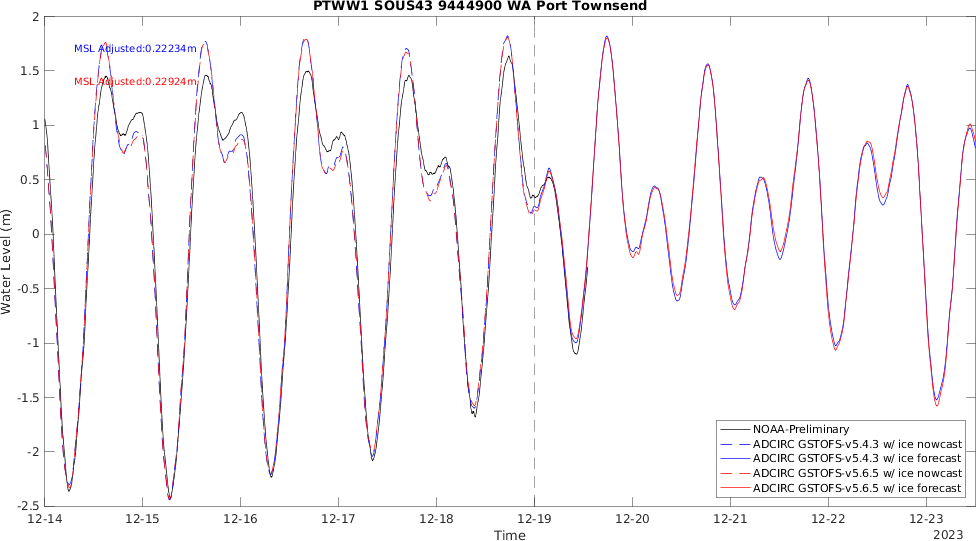 PTWW1 SOUS43 9444900 WA Port Townsend
2
MSL Adjusted:0.22234m
1.5
MSL Adjusted:0.22924m
1
0.5
0
-0.5
-1
-1.5
-2
-2.5
Water Level (m)
NOAA-Preliminary
ADCIRC GSTOFS-v5.4.3 w/ ice nowcast
ADCIRC GSTOFS-v5.4.3 w/ ice forecast
ADCIRC GSTOFS-v5.6.5 w/ ice nowcast
ADCIRC GSTOFS-v5.6.5 w/ ice forecast
12-14 12-15 12-16 12-17 12-18 12-19 12-20 12-21 12-22 12-23
Time
2023